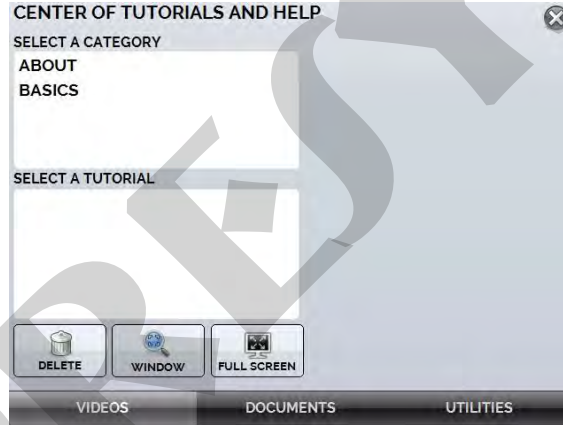 CENTER OF TUTORIALS AND HELP
SELECT A CATEGORY
ABOUT
BASICS
SELECT A TUTORIAL
DELETE
WINDOW
FULL SCREEN
VIDEOS
DOCUMENTS
UTILITIES